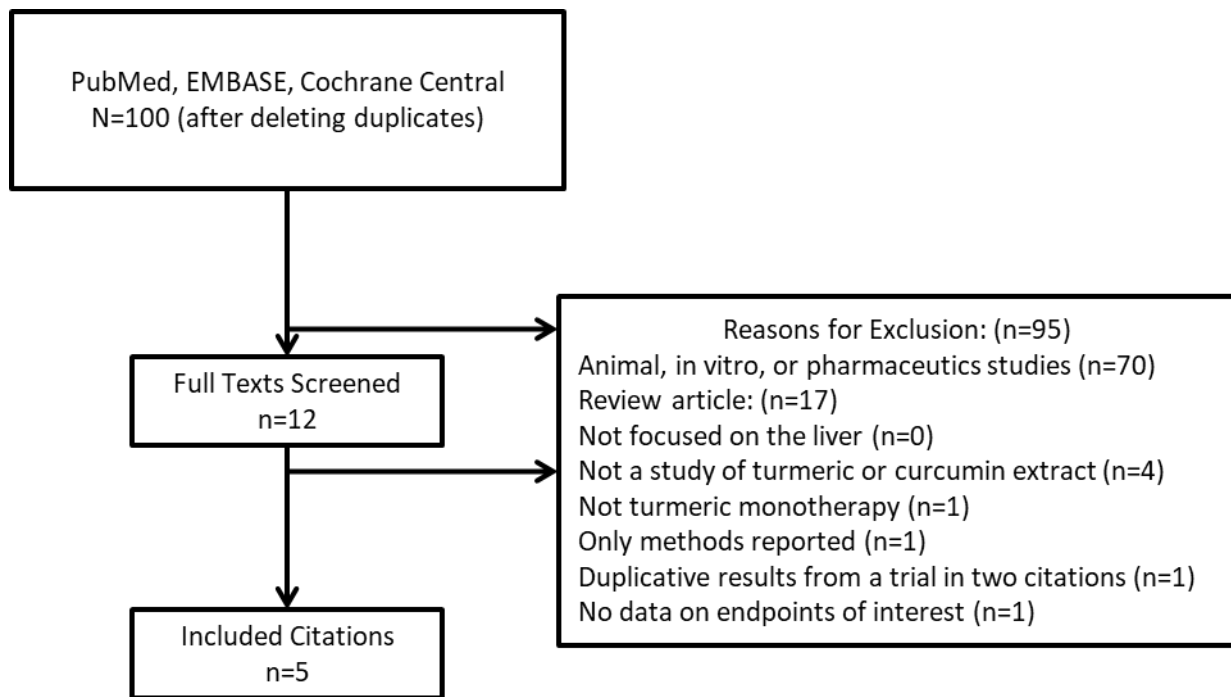 PubMed, EMBASE, Cochrane Central
N=100 (after deleting duplicates)
Full Texts Screened
n=12
Reasons for Exclusion: (n=95)
Animal, in vitro, or pharmaceutics studies (n=70)
Review article: (n=17)
Not focused on the liver (n=0)
Not a study of turmeric or curcumin extract (n=4)
Not turmeric monotherapy (n=1)
Only methods reported (n=1)
Duplicative results from a trial in two citations (n=1)
No data on endpoints of interest (n=1)
Included Citations
n=5